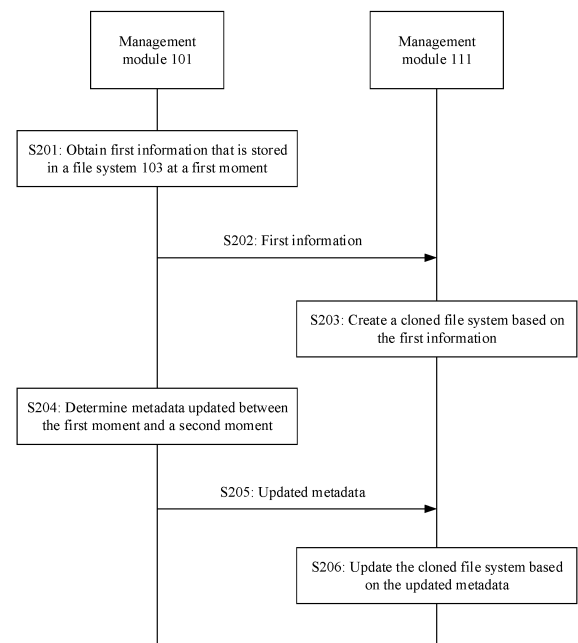 Management
module 101
Management
module 111
S201: Obtain first information that is stored
in a file system 103 at a first moment
S202: First information
S203: Create a cloned file system based on
the first information
S204: Determine metadata updated between
the first moment and a second moment
S205: Updated metadata
S206: Update the cloned file system based
on the updated metadata